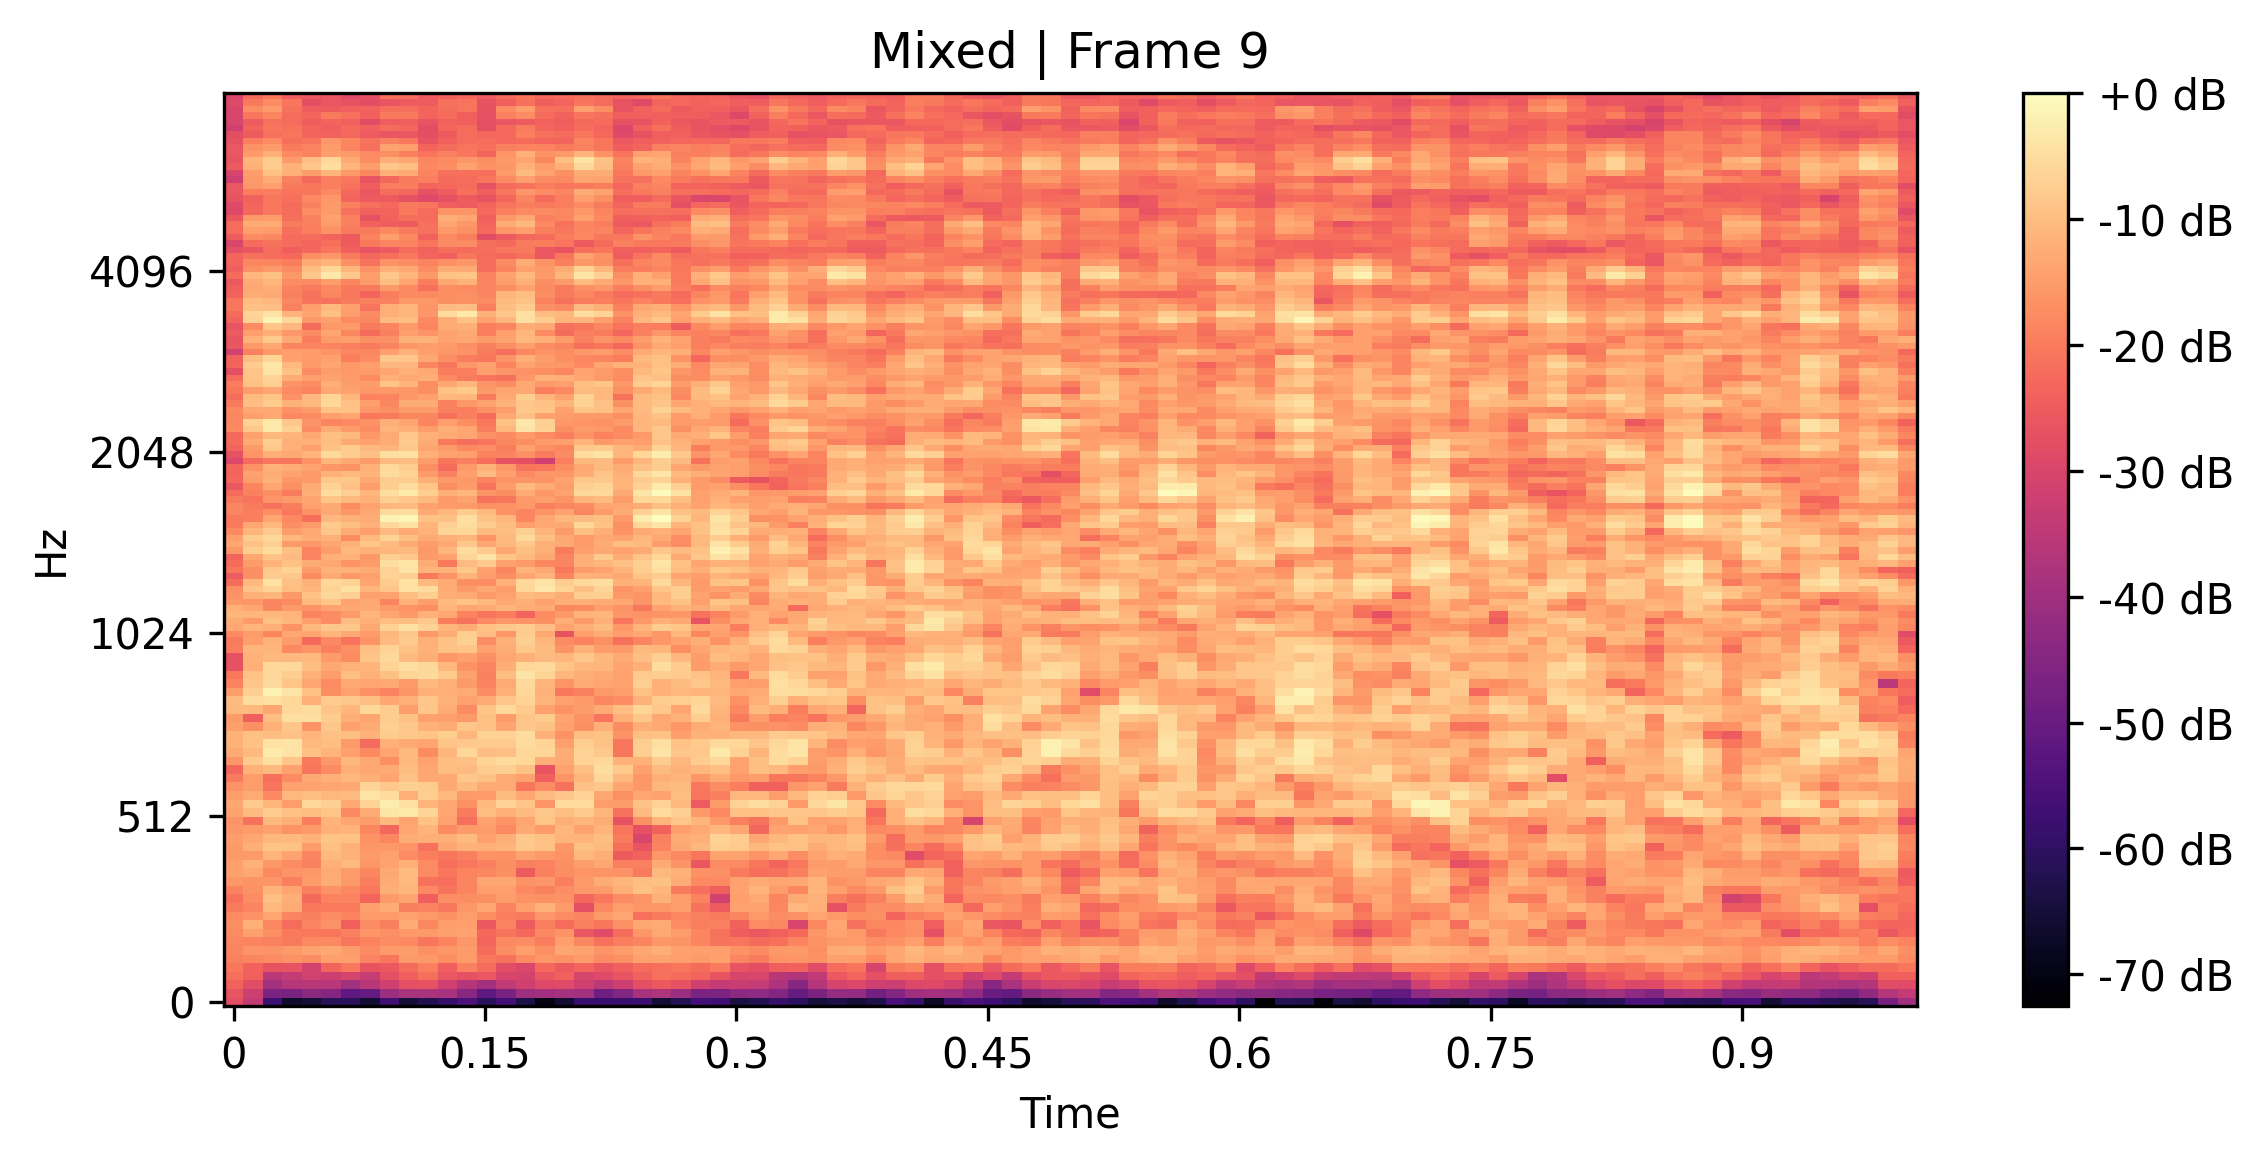 Mixed | Frame 9
+0 dB
-10 dB
-20 dB
-30 dB
-40 dB
-50 dB
-60 dB
-70 dB
Hz
4096
2048
1024
512
0
0 0.15 0.3 0.45 0.6 0.75 0.9
Time